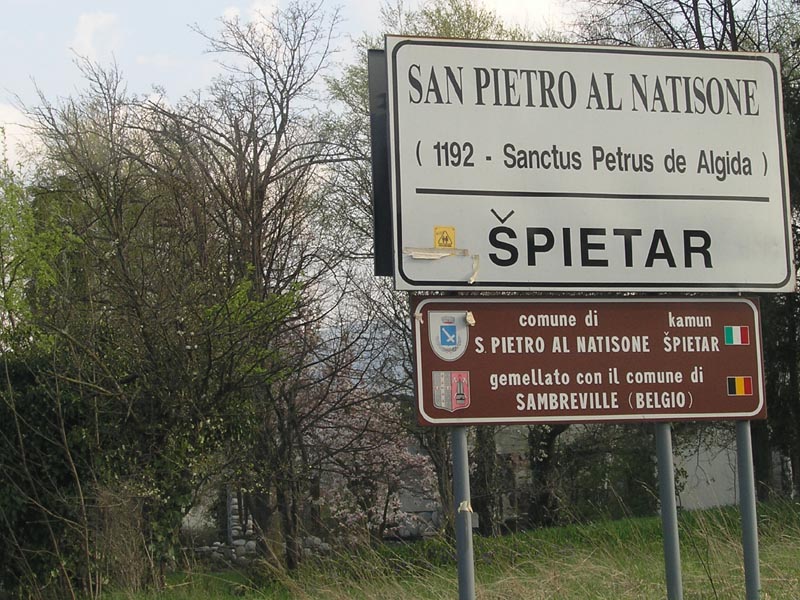 SAN PIETRO AL NATISONE
( 1192 - Sanctus Petrus de Algida )
ŠPIETAR
comune di kamun
S. PIETRO AL NATISONE ŠPIETAR
gemellato con il comune di
SAMBREVILLE (BELGIO)